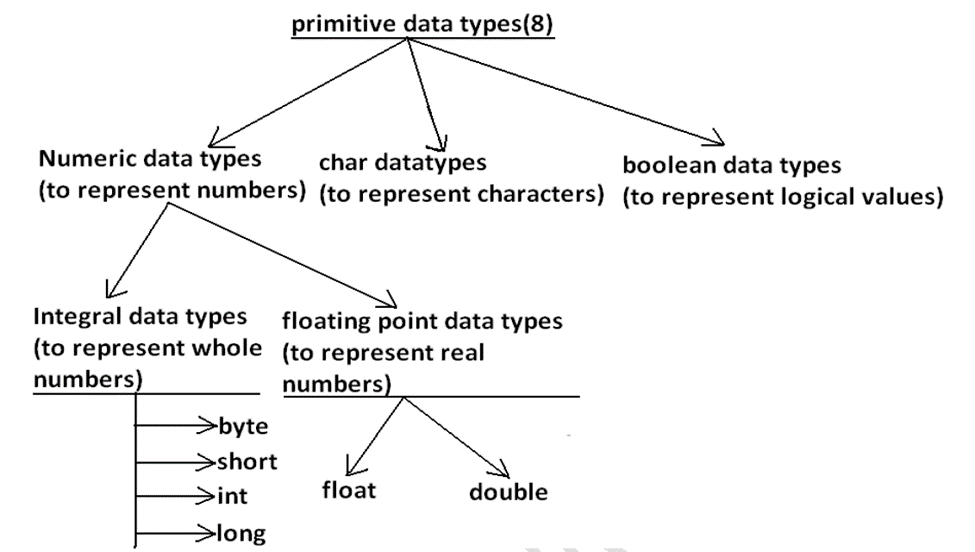 primitive data types(8)
Numeric data types
(to represent numbers)
char datatypes
(to represent characters)
boolean data types
(to represent logical values)
Integral data types
(to represent whole
numbers)
floating point data types
(to represent real
numbers)
byte
short
int
long
float
double